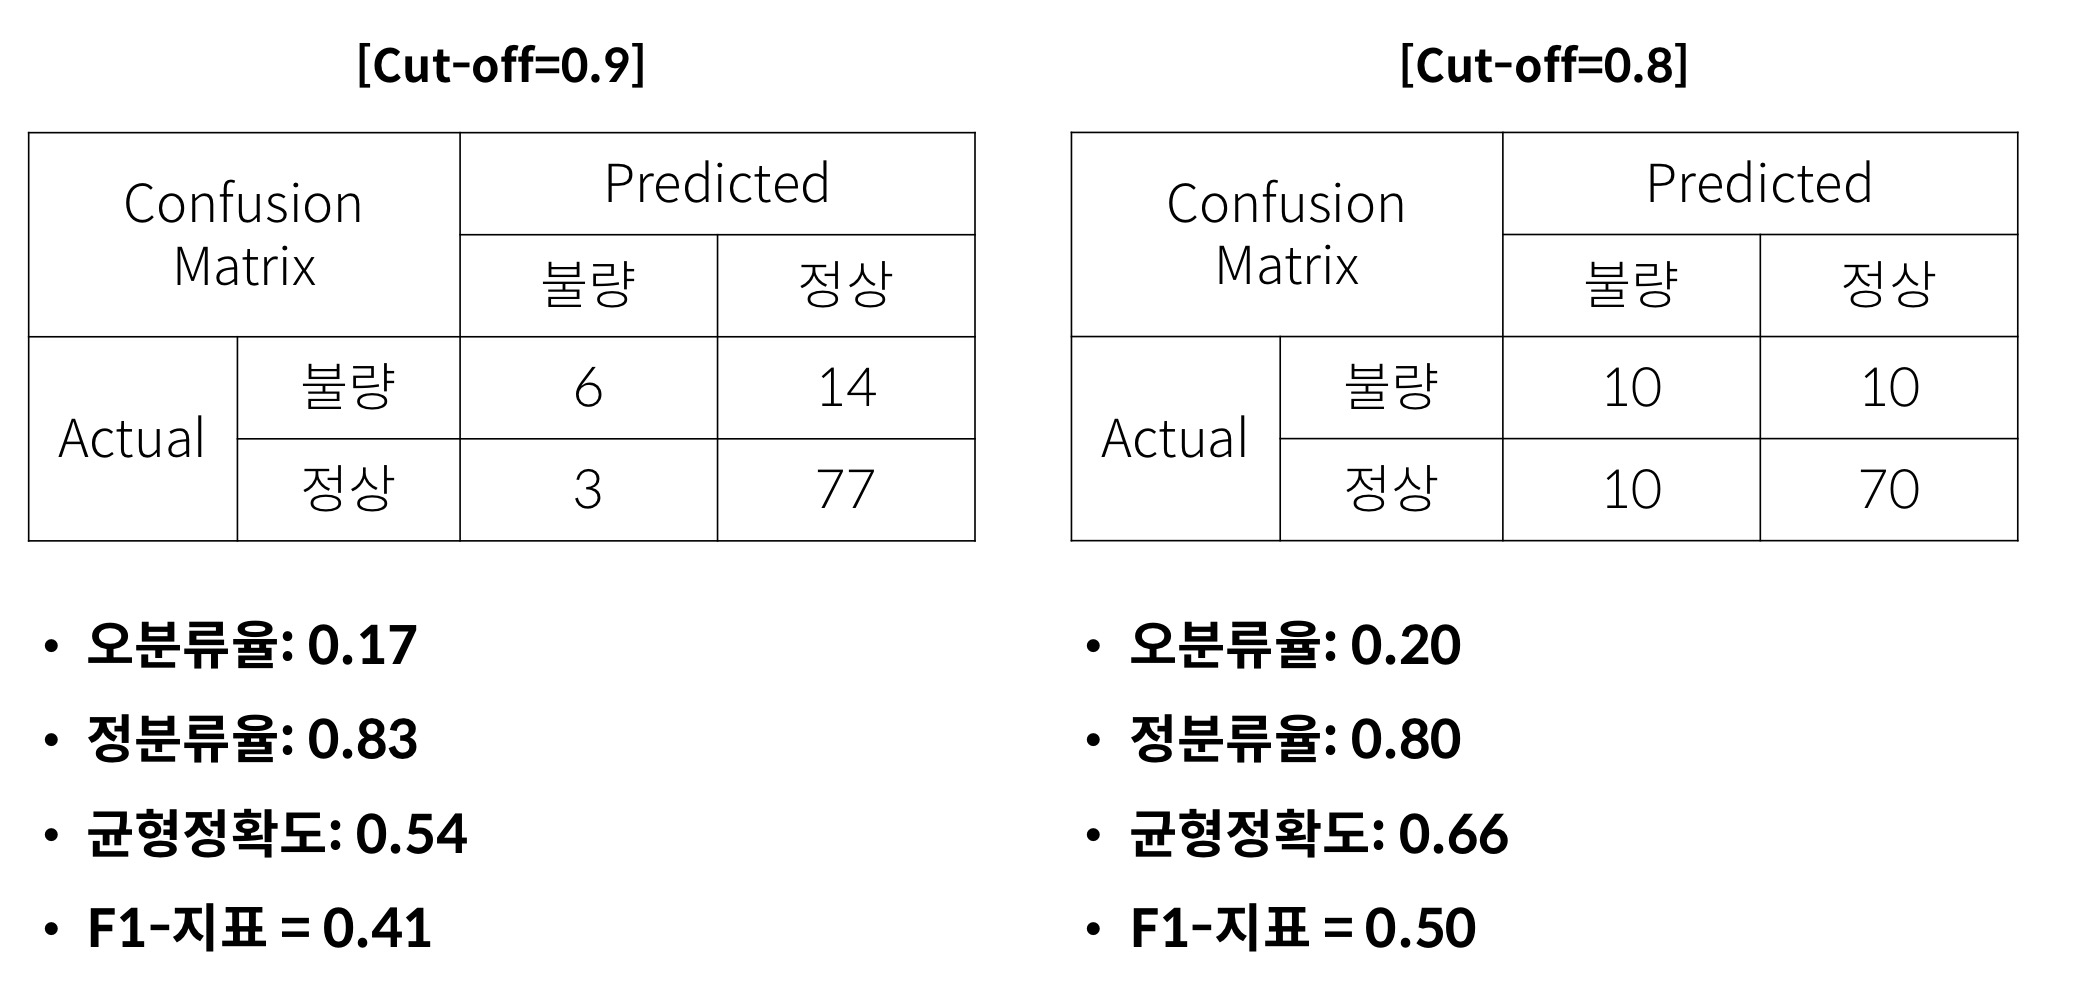 [Cut-off=0.9]
Confusion Matrix
Predicted
불량 정상
Actual
불량 6 14
정상 3 77
• 오분류율: 0.17
• 정분류율: 0.83
• 균형정확도: 0.54
• F1-지표 = 0.41
[Cut-off=0.8]
Confusion Matrix
Predicted
불량 정상
Actual
불량 10 10
정상 10 70
• 오분류율: 0.20
• 정분류율: 0.80
• 균형정확도: 0.66
• F1-지표 = 0.50